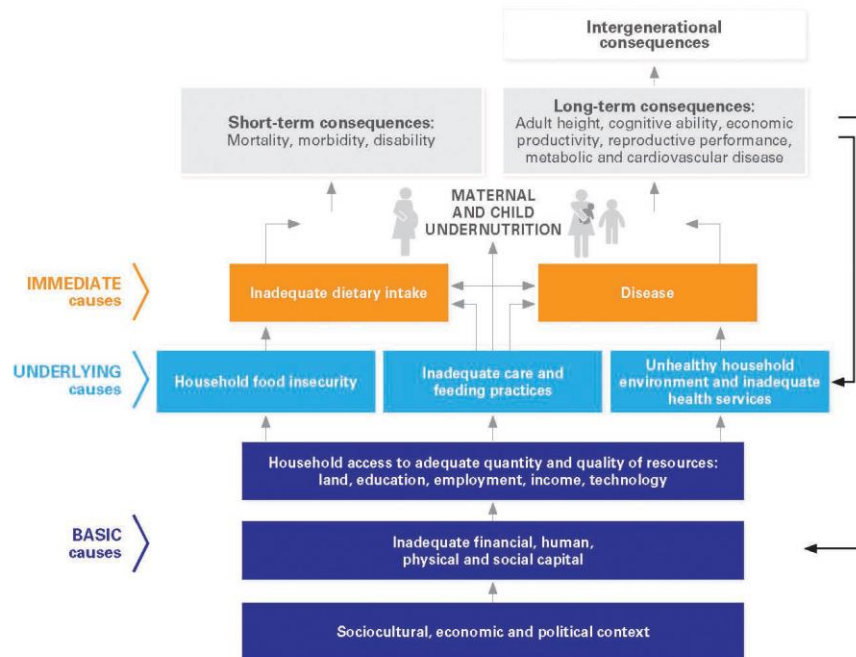 Intergenerational
consequences
Short-term consequences:
Mortality, morbidity, disability
Long-term consequences:
Adult height, cognitive ability, economic
productivity, reproductive performance,
metabolic and cardiovascular disease
MATERNAL
AND CHILD
UNDERNUTRITION
IMMEDIATE
causes
Inadequate dietary intake
Disease
UNDERLYING
causes
Household food insecurity
Inadequate care and
feeding practices
Unhealthy household
environment and inadequate
health services
Household access to adequate quantity and quality of resources:
land, education, employment, income, technology
BASIC
causes
Inadequate financial, human,
physical and social capital
Sociocultural, economic and political context